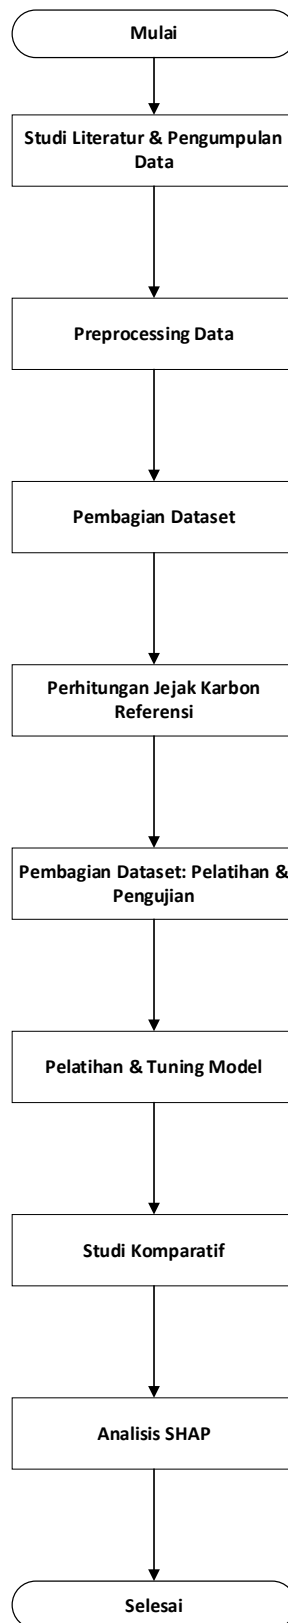 Mulai
Studi Literatur & Pengumpulan
Data
Preprocessing Data
Pembagian Dataset
Perhitungan Jejak Karbon
Referensi
Pembagian Dataset: Pelatihan &
Pengujian
Pelatihan & Tuning Model
Studi Komparatif
Analisis SHAP
Selesai